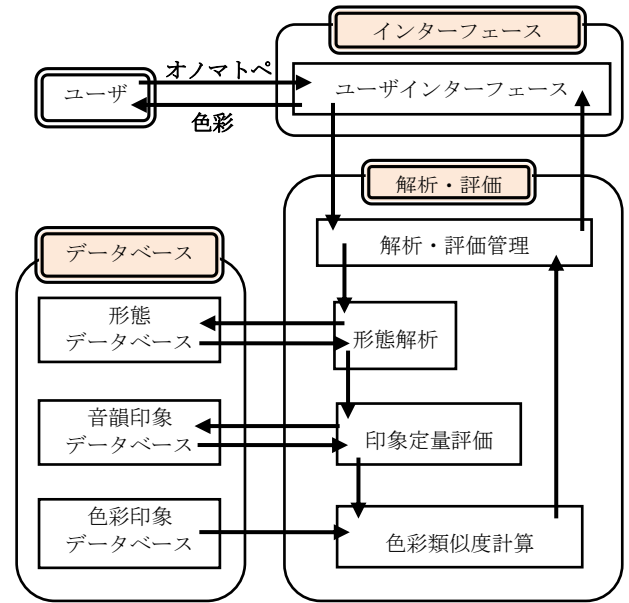 インターフェース
オノマトペ
ユーザ
ユーザインターフェース
色彩
解析・評価
解析・評価管理
データベース
形態
データベース
形態解析
音韻印象
データベース
印象定量評価
色彩印象
データベース
色彩類似度計算